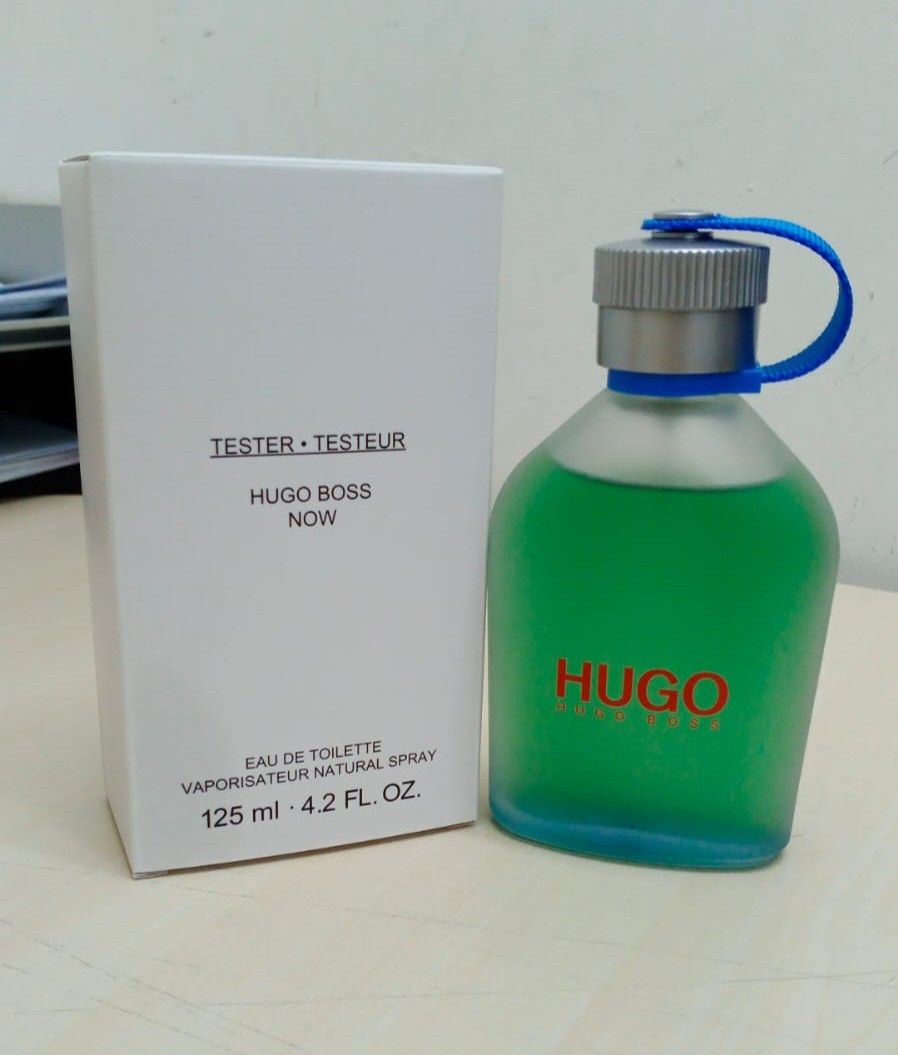 TESTER • TESTEUR
HUGO BOSS
NOW
EAU DE TOILETTE
VAPORISATEUR NATURAL SPRAY
125 ml · 4.2 FL. OZ.
HUGO
HUGO BOSS